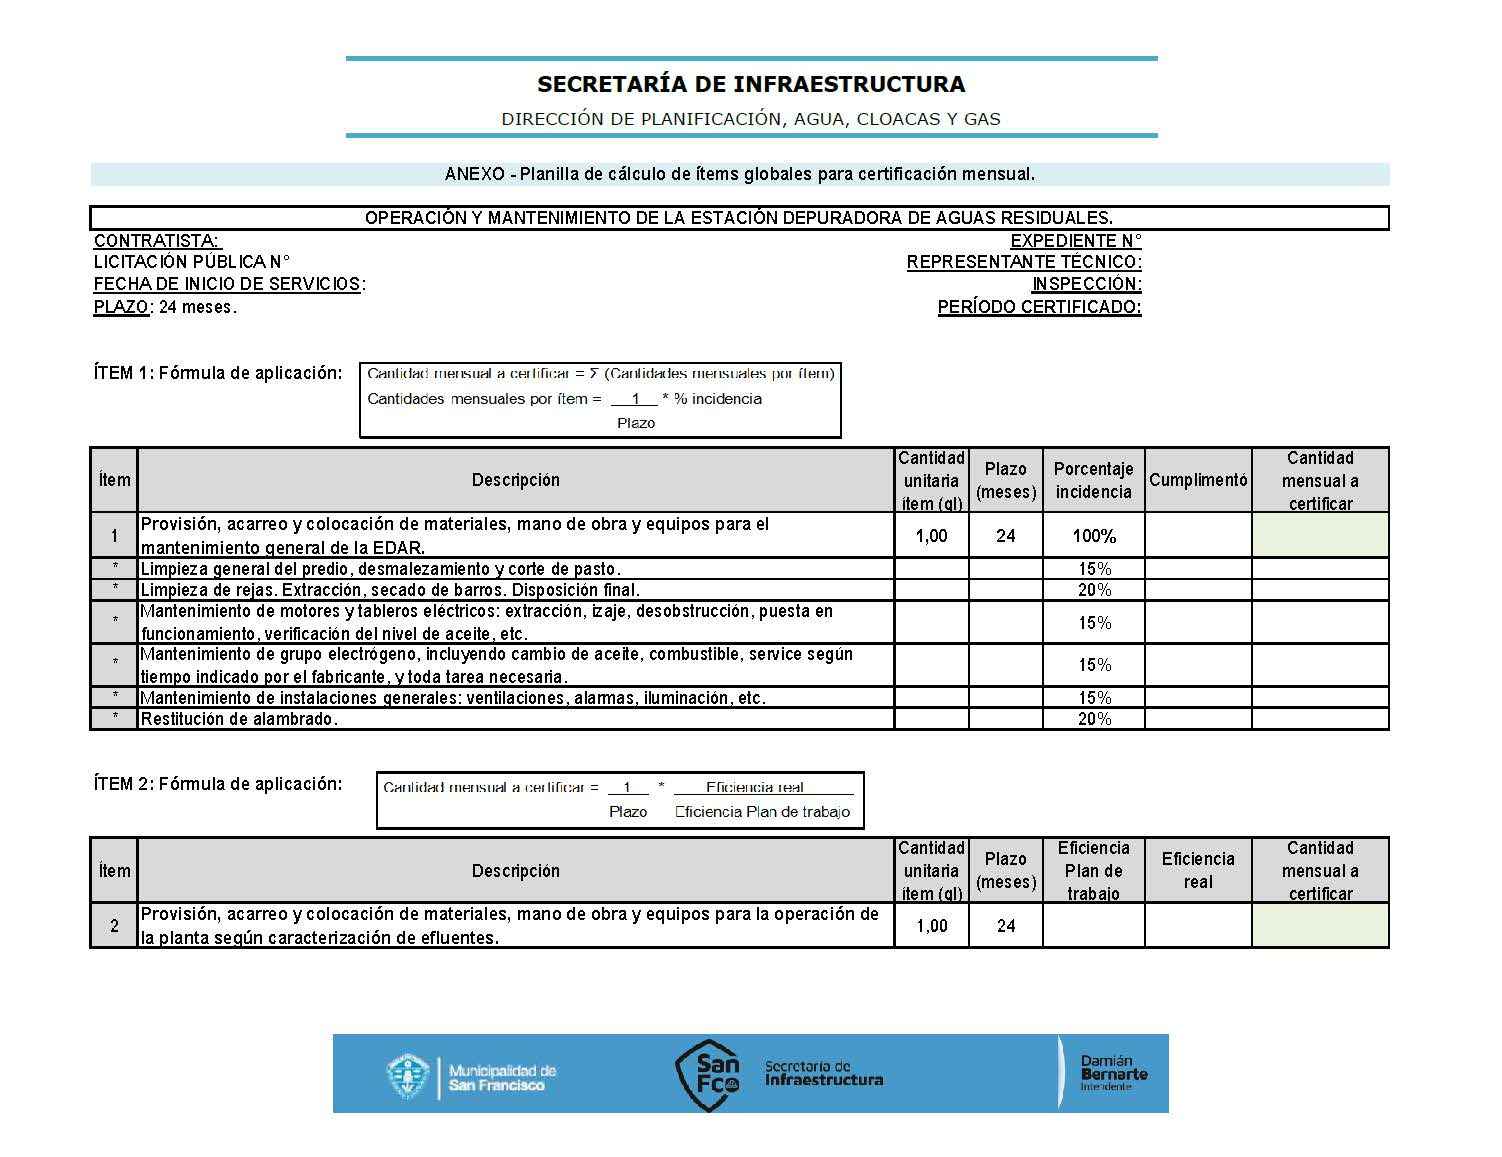 SECRETARÍA DE INFRAESTRUCTURA
DIRECCIÓN DE PLANIFICACIÓN, AGUA, CLOACAS Y GAS
ANEXO - Planilla de cálculo de ítems globales para certificación mensual.
OPERACIÓN Y MANTENIMIENTO DE LA ESTACIÓN DEPURADORA DE AGUAS RESIDUALES.
CONTRATISTA: EXPEDIENTE N°
LICITACIÓN PÚBLICA N° REPRESENTANTE TÉCNICO:
FECHA DE INICIO DE SERVICIOS: INSPECCIÓN:
PLAZO: 24 meses. PERÍODO CERTIFICADO:
ÍTEM 1: Fórmula de aplicación:
Cantidad mensual a certificar = Σ (Cantidades mensuales por ítem)
Cantidades mensuales por ítem = 1 * % incidencia
Plazo
Ítem Descripción Cantidad unitaria ítem (gl) Plazo (meses) Porcentaje incidencia Cumplimentó Cantidad mensual a certificar
1 Provisión, acarreo y colocación de materiales, mano de obra y equipos para el
mantenimiento general de la EDAR. 1,00 24 100%
* Limpieza general del predio, desmalezamiento y corte de pasto. 15%
* Limpieza de rejas. Extracción, secado de barros. Disposición final. 20%
* Mantenimiento de motores y tableros eléctricos: extracción, izaje, desobstrucción, puesta en
funcionamiento, verificación del nivel de aceite, etc. 15%
* Mantenimiento de grupo electrógeno, incluyendo cambio de aceite, combustible, service según
tiempo indicado por el fabricante, y toda tarea necesaria. 15%
* Mantenimiento de instalaciones generales: ventilaciones, alarmas, iluminación, etc. 15%
* Restitución de alambrado. 20%
ÍTEM 2: Fórmula de aplicación:
Cantidad mensual a certificar = 1 * Eficiencia real
Plazo Eficiencia Plan de trabajo
Ítem Descripción Cantidad unitaria ítem (gl) Plazo (meses) Eficiencia Plan de trabajo Eficiencia real Cantidad mensual a certificar
2 Provisión, acarreo y colocación de materiales, mano de obra y equipos para la operación de
la planta según caracterización de efluentes. 1,00 24
Municipalidad de
San Francisco
San
Fco
Secretaría de
Infraestructura
Damián
Bernarte
Intendente